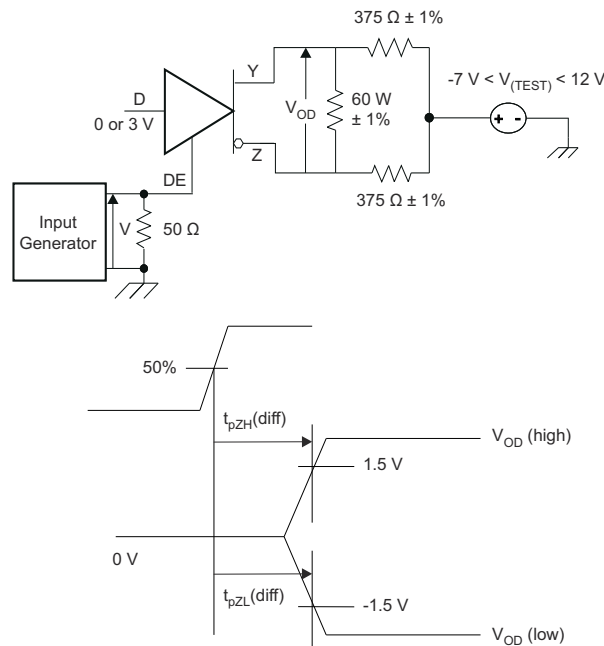 375 Ω ± 1%
Y
-7 V < V(TEST) < 12 V
D
VOD
60 W
± 1%
0 or 3 V
Z
DE
375 Ω ± 1%
Input
Generator
V
50 Ω
50%
tpZH(diff)
VOD (high)
1.5 V
0 V
tpZL(diff)
-1.5 V
VOD (low)